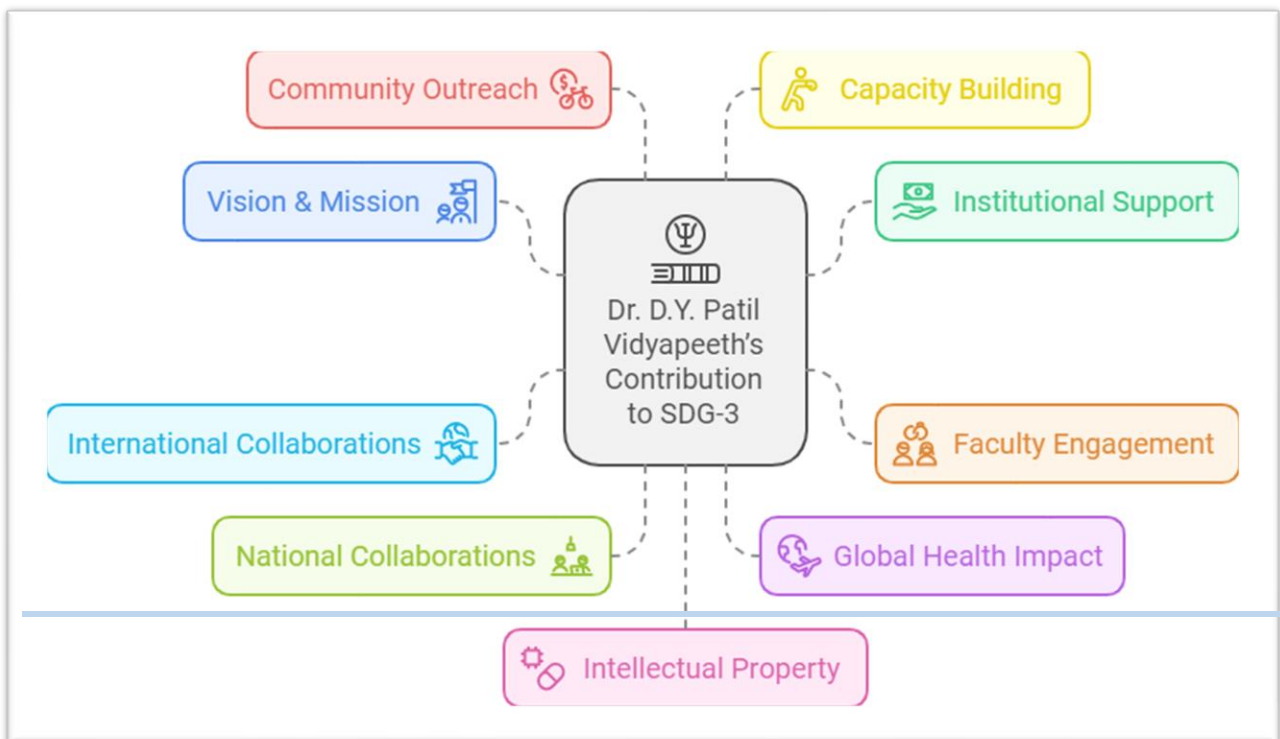 Community Outreach
Capacity Building
Vision & Mission
Institutional Support
Dr. D.Y. Patil
Vidyapeeth’s
Contribution
to SDG-3
International Collaborations
Faculty Engagement
National Collaborations
Global Health Impact
Intellectual Property